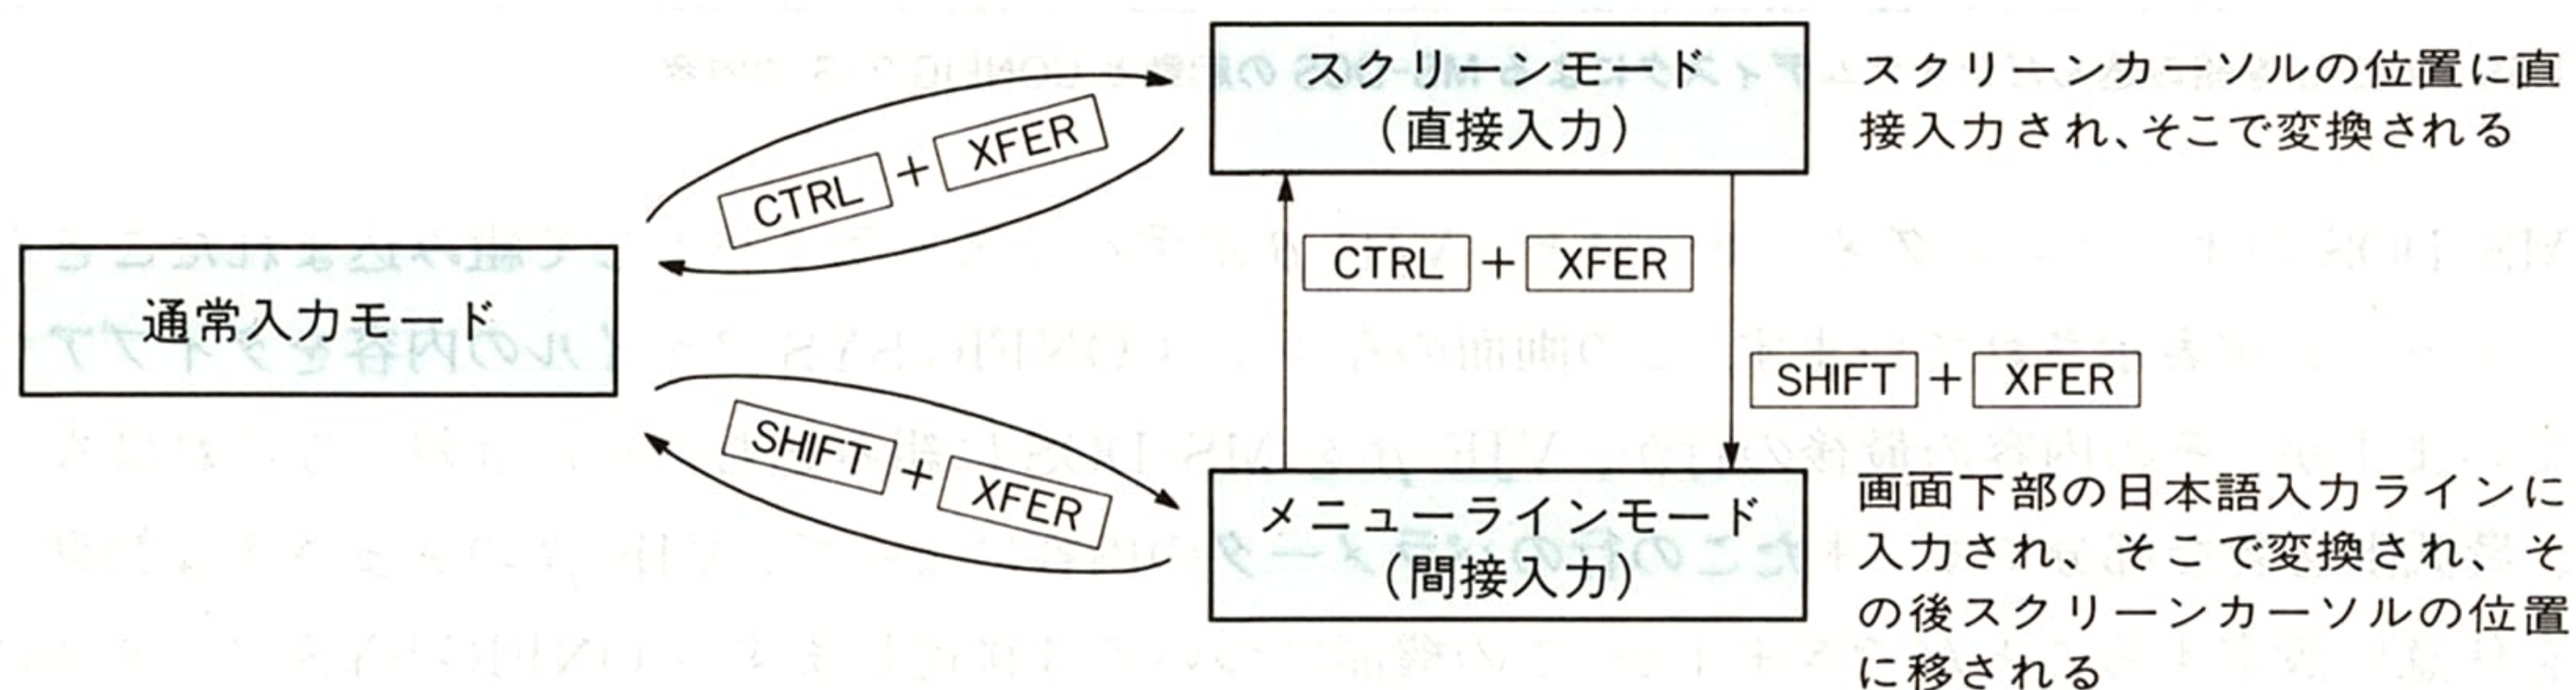 スクリーンモード
(直接入力)
スクリーンカーソルの位置に直
接入力され、そこで変換される
CTRL + XFER
通常入力モード
CTRL + XFER
SHIFT + XFER
SHIFT + XFER
メニューラインモード
(間接入力)
画面下部の日本語入力ラインに
入力され、そこで変換され、そ
の後スクリーンカーソルの位置
に移される